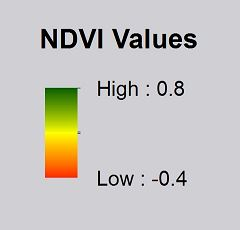 NDVI Values
High : 0.8
Low : -0.4